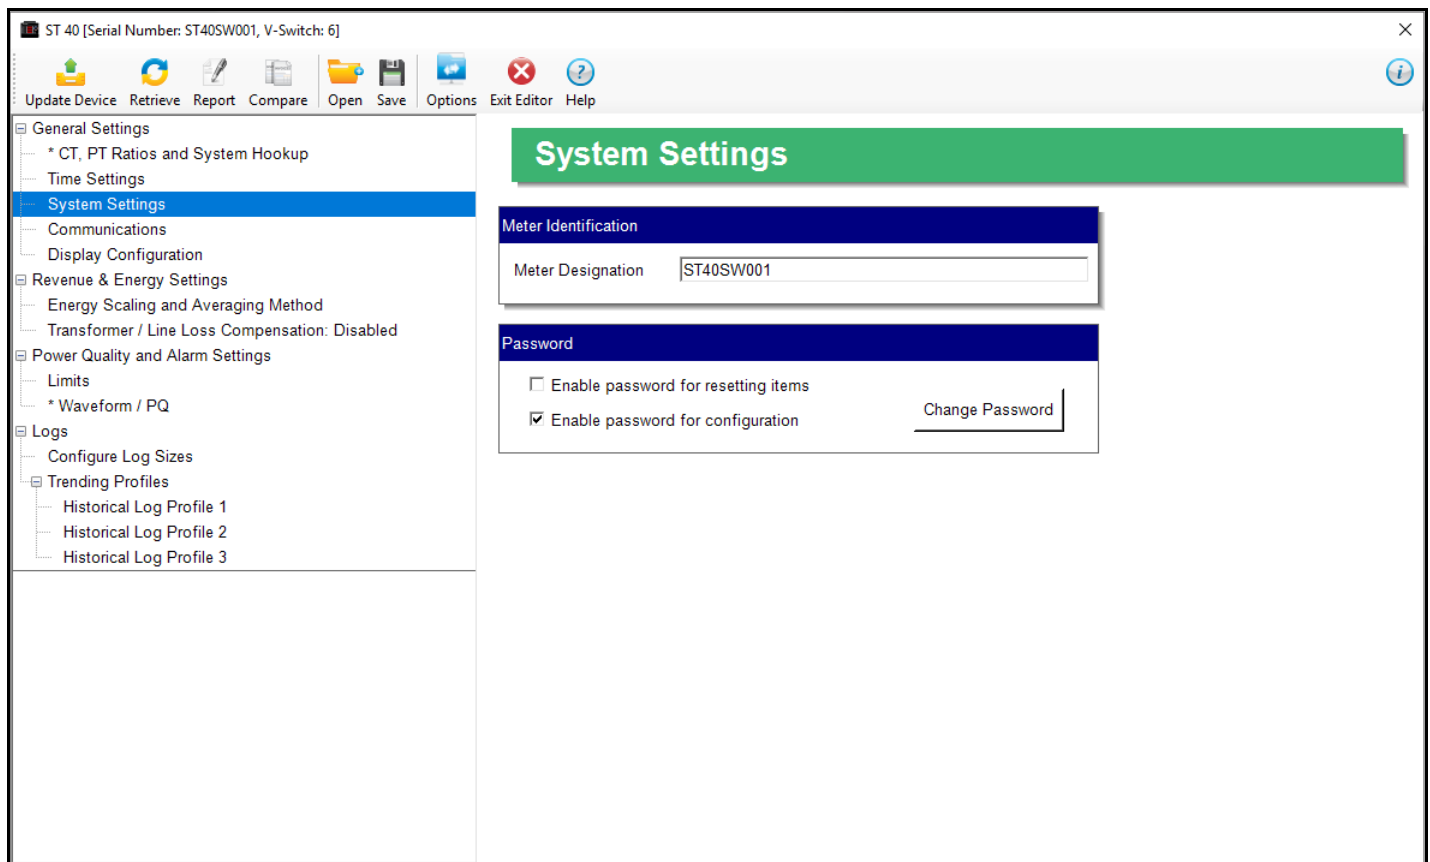 ST 40 [Serial Number: ST40SW001, V-Switch: 6]
Update Device Retrieve Report Compare Open Save Options Exit Editor Help
General Settings
* CT, PT Ratios and System Hookup
Time Settings
System Settings
Communications
Display Configuration
Revenue & Energy Settings
Energy Scaling and Averaging Method
Transformer / Line Loss Compensation: Disabled
Power Quality and Alarm Settings
Limits
* Waveform / PQ
Logs
Configure Log Sizes
Trending Profiles
Historical Log Profile 1
Historical Log Profile 2
Historical Log Profile 3
System Settings
Meter Identification
Meter Designation ST40SW001
Password
Enable password for resetting items
Enable password for configuration
Change Password